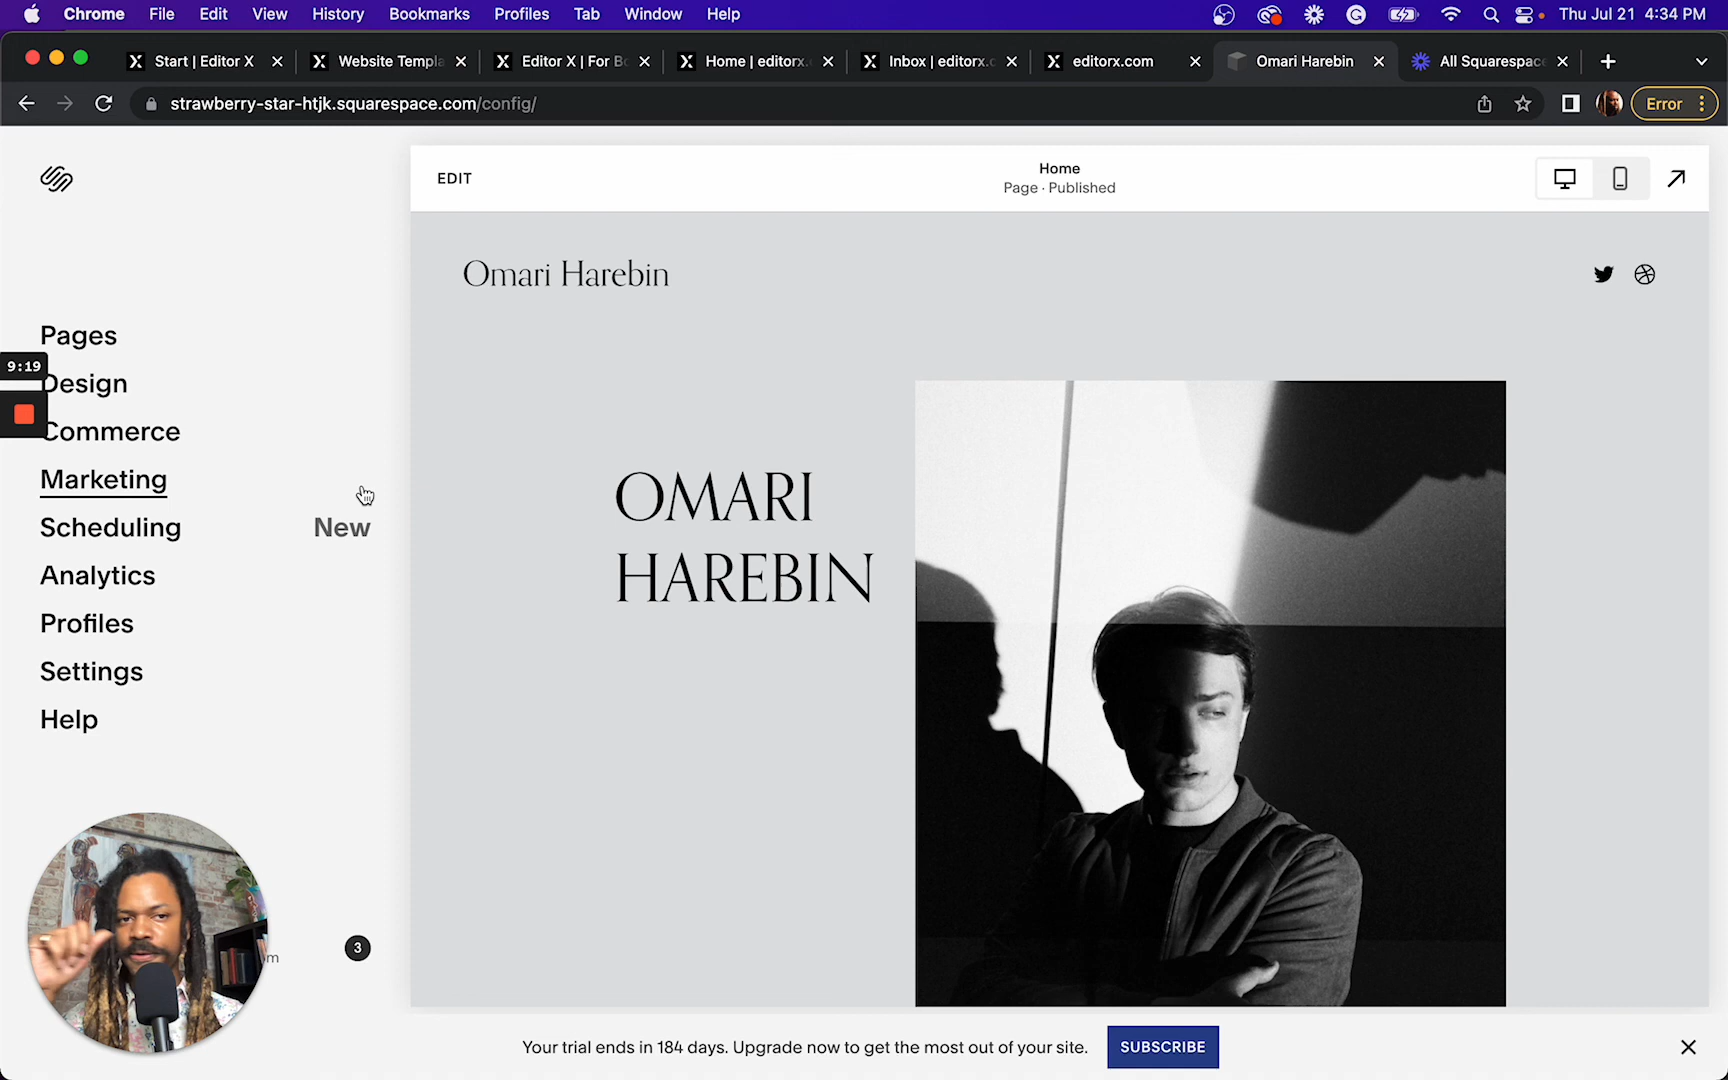 Chrome File Edit View History Bookmarks Profiles Tab Window Help Thu Jul 21 4:34 PM
Start | Editor X Website Templa Editor X | For Bo Home | editorx. Inbox | editorx.c editorx.com Omari Harebin All Squarespace
strawberry-star-htjk.squarespace.com/config/ Error
EDIT
Home
Page · Published
Omari Harebin
Pages
9:19
Design
Commerce
Marketing
Scheduling New
Analytics
Profiles
Settings
Help
OMARI
HAREBIN
m
3
Your trial ends in 184 days. Upgrade now to get the most out of your site. SUBSCRIBE